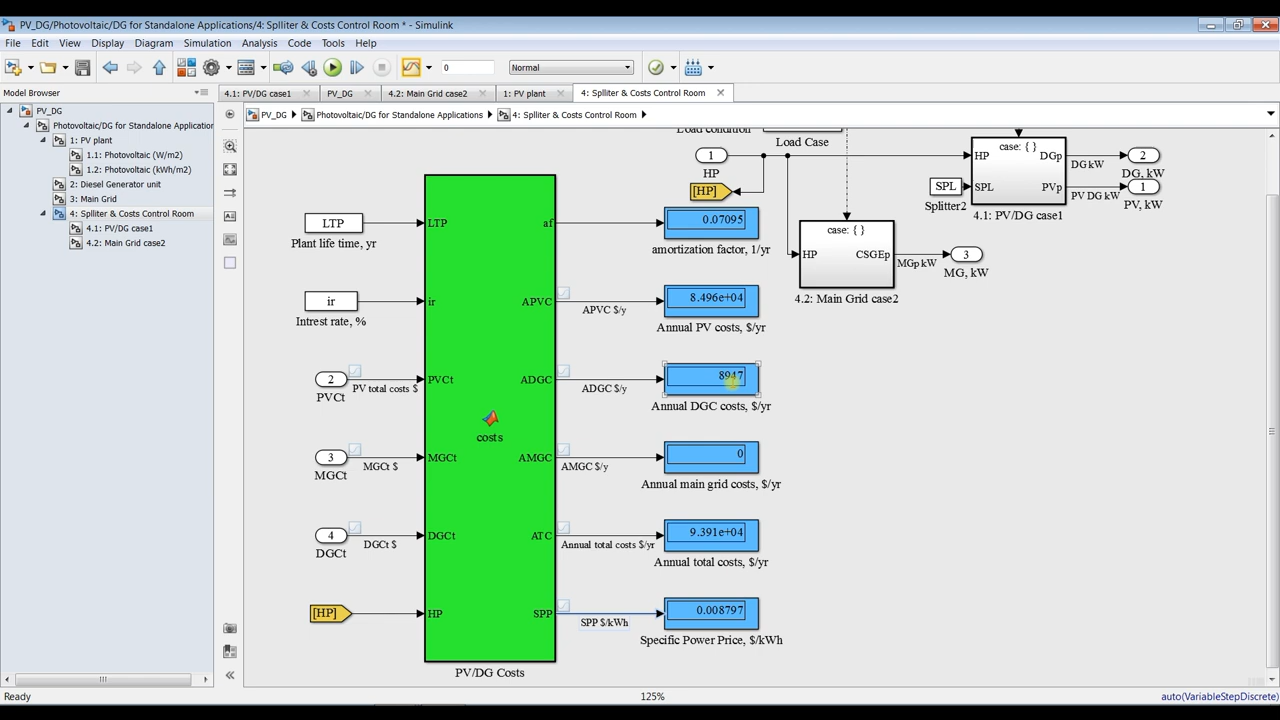 PV_DG/Photovoltaic/DG for Standalone Applications/4: Splliter & Costs Control Room * - Simulink
File Edit View Display Diagram Simulation Analysis Code Tools Help
0
Normal
Model Browser
4.1: PV/DG case1
PV_DG
4.2: Main Grid case2
1: PV plant
4: Splliter & Costs Control Room
PV_DG
Photovoltaic/DG for Standalone Applications
4: Splliter & Costs Control Room
PV_DG
Photovoltaic/DG for Standalone Application
1: PV plant
1.1: Photovoltaic (W/m2)
1.2: Photovoltaic (kWh/m2)
2: Diesel Generator unit
3: Main Grid
4: Splliter & Costs Control Room
4.1: PV/DG case1
4.2: Main Grid case2
Load condition
Load Case
1
HP
[HP]
case: { }
HP
DGp
SPL
PVp
SPL
Splitter2
4.1: PV/DG case1
DG kW
2
DG, kW
PV DG kW
1
PV, kW
case: { }
HP
CSGEp
4.2: Main Grid case2
MGp kW
3
MG, kW
LTP
Plant life time, yr
LTP
af
0.07095
amortization factor, 1/yr
ir
Intrest rate, %
ir
APVC
APVC $/y
8.496e+04
Annual PV costs, $/yr
2
PVCt
PV total costs $
PVCt
ADGC
ADGC $/y
8947
Annual DGC costs, $/yr
costs
3
MGCt
MGCt $
MGCt
AMGC
AMGC $/y
0
Annual main grid costs, $/yr
4
DGCt
DGCt $
DGCt
ATC
Annual total costs $/yr
9.391e+04
Annual total costs, $/yr
[HP]
HP
SPP
SPP $/kWh
0.008797
Specific Power Price, $/kWh
PV/DG Costs
Ready
125%
auto(VariableStepDiscrete)